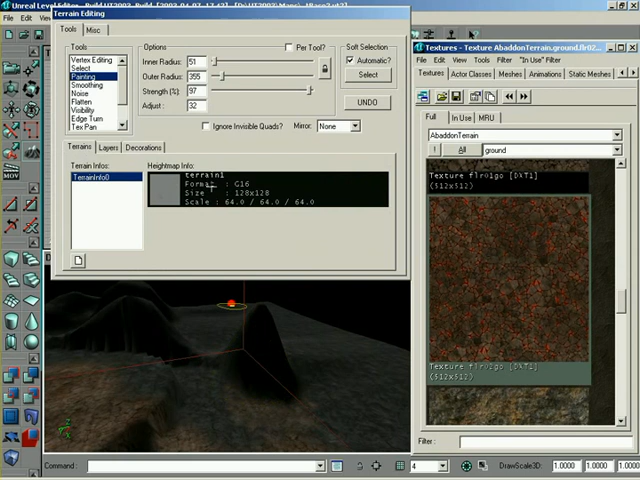 Unreal Level Editor
Terrain Editing
File Edit
Tools Misc
Tools
Vertex Editing
Select
Painting
Smoothing
Noise
Flatten
Visibility
Edge Turn
Tex Pan
Options
Per Tool?
Inner Radius: 51
Outer Radius: 355
Strength (%): 97
Adjust : 32
Ignore Invisible Quads?
Mirror: None
Soft Selection
Automatic?
Select
UNDO
Terrains Layers Decorations
Terrain Infos:
TerrainInfo0
Heightmap Info:
terrain1
Format : G16
Size : 128x128
Scale : 64.0 / 64.0 / 64.0
Textures - Texture AbaddonTerrain.ground.flr02...
File Edit View Tools Filter "In Use" Filter
Textures Actor Classes Meshes Animations Static Meshes
Full In Use MRU
AbaddonTerrain
! All ground
(512x512)
(512x512)
Filter :
Command :
4
DrawScale3D: 1.0000 1.0000 1.0000